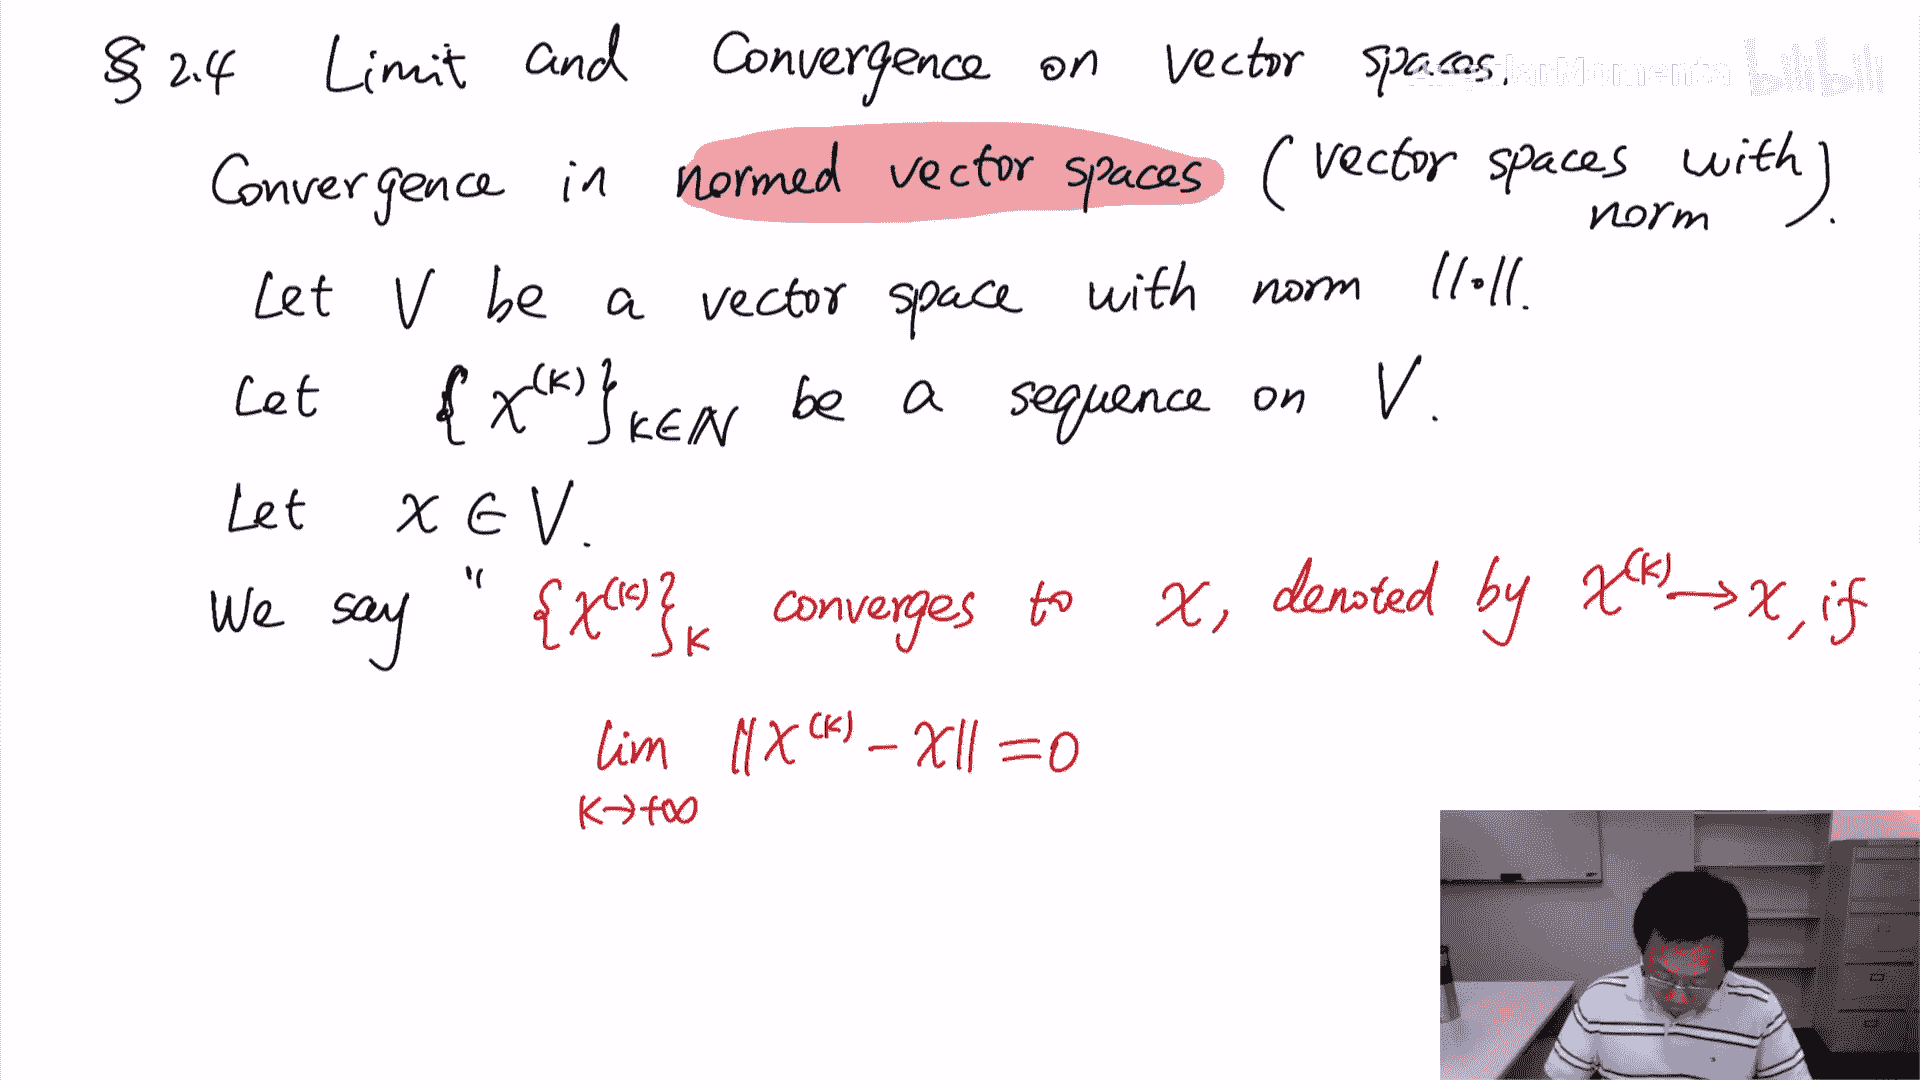 § 2.4 Limit and Convergence on vector spaces.
bilibili
Convergence in normed vector spaces (vector spaces with norm).
Let V be a vector space with norm ||·||.
Let {x^(k)}_{k∈ℕ} be a sequence on V.
Let x ∈ V.
We say " {x^(k)}_k converges to x, denoted by x^(k) → x, if
lim_{k→+∞} ||x^(k) - x|| = 0